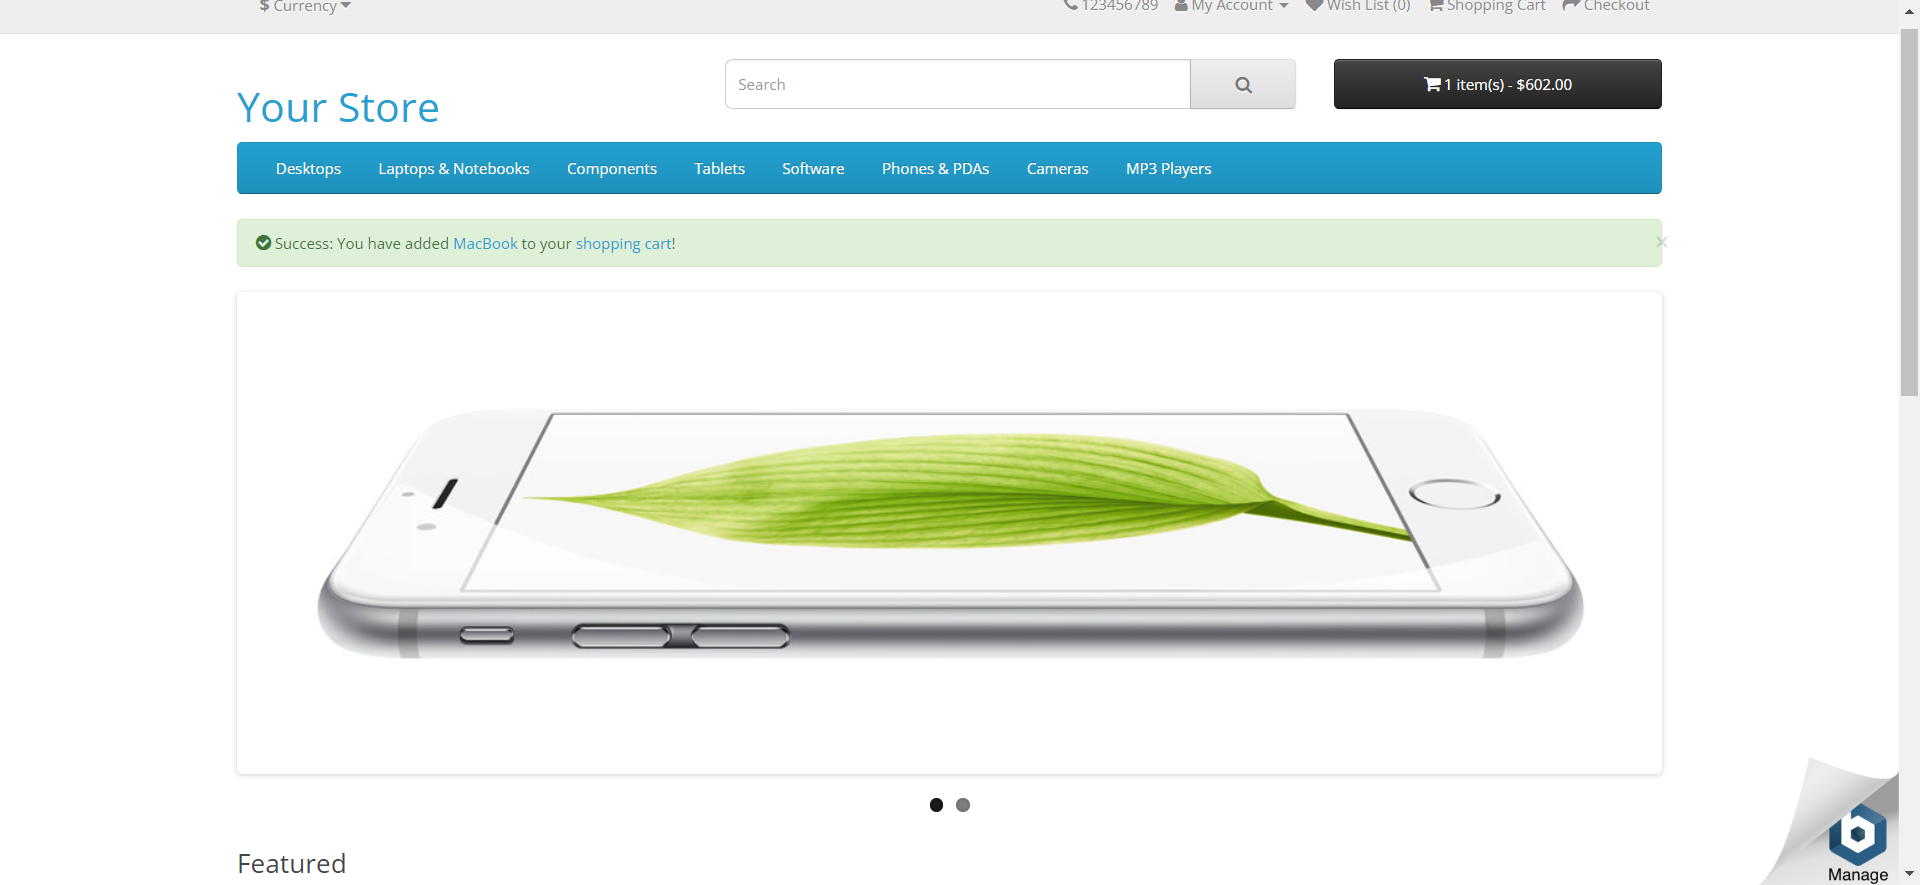 $ Currency
123456789 My Account Wish List (0) Shopping Cart Checkout
Search
1 item(s) - $602.00
Your Store
Desktops Laptops & Notebooks Components Tablets Software Phones & PDAs Cameras MP3 Players
Success: You have added MacBook to your shopping cart!
×
Featured
b
Manage